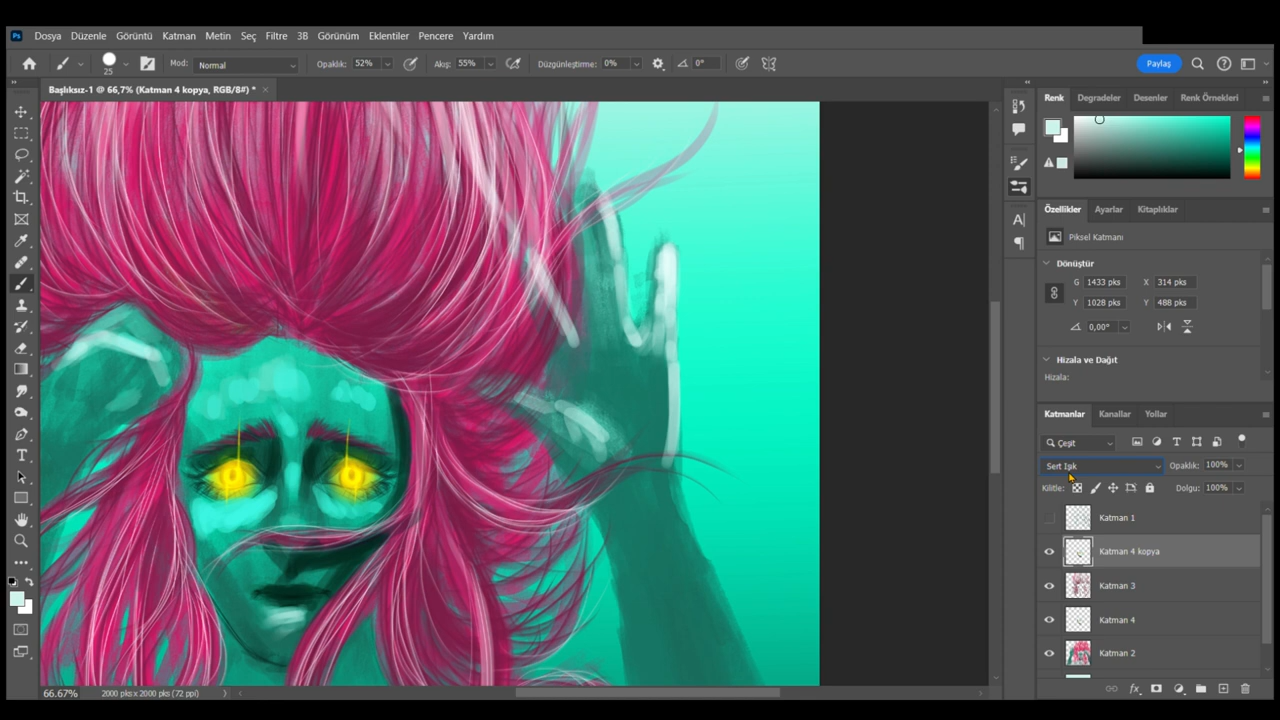 Ps Dosya Düzenle Görüntü Katman Metin Seç Filtre 3B Görünüm Eklentiler Pencere Yardım
25 Mod: Normal Opaklık: 52% Akış: 55% Düzgünleştirme: 0% 0° Paylaş
Başlıksız-1 @ 66,7% (Katman 4 kopya, RGB/8#) *
Renk Degradeler Desenler Renk Örnekleri
Özellikler Ayarlar Kitaplıklar
Piksel Katmanı
Dönüştür
G 1433 pks X 314 pks
Y 1028 pks Y 488 pks
0,00°
Hizala ve Dağıt
Hizala:
Katmanlar Kanallar Yollar
Çeşit
Sert Işık Opaklık: 100%
Kilitle: Dolgu: 100%
Katman 1
Katman 4 kopya
Katman 3
Katman 4
Katman 2
66.67% 2000 pks x 2000 pks (72 ppi)